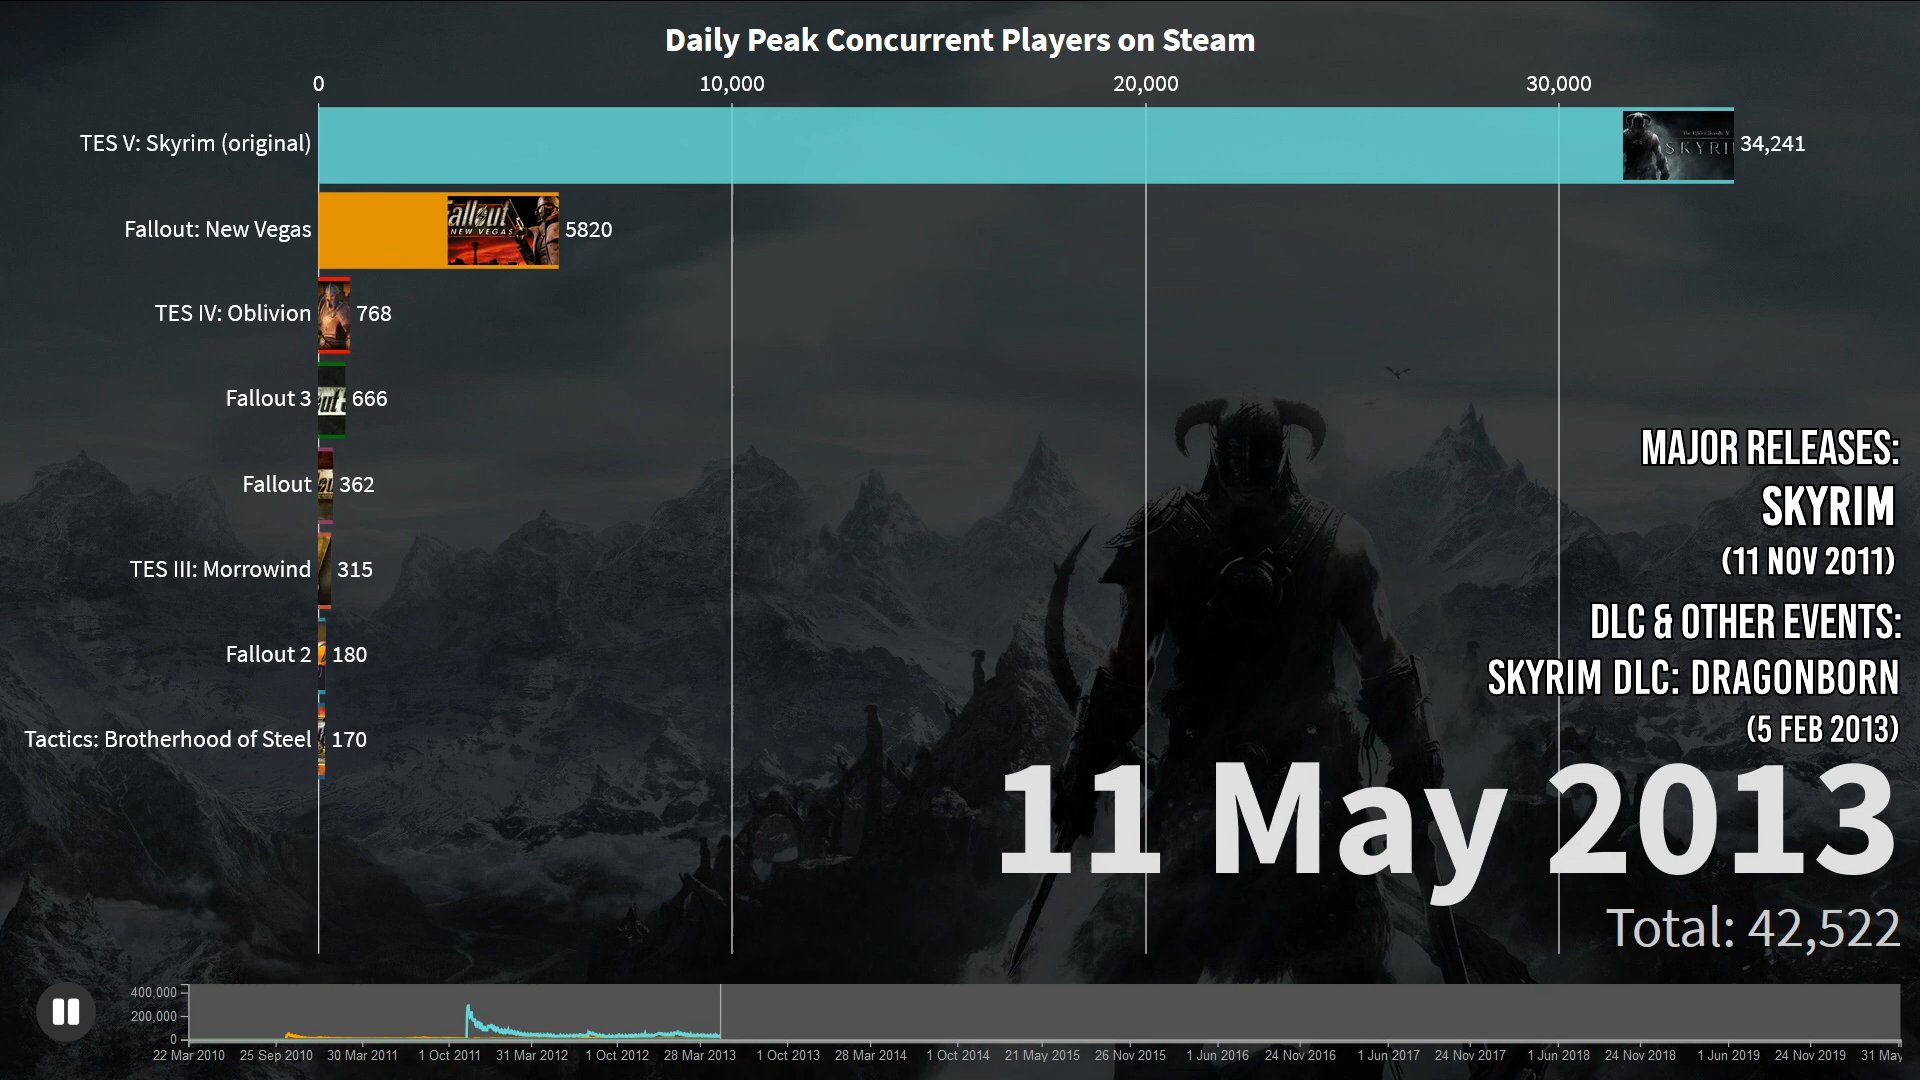 Daily Peak Concurrent Players on Steam
0 10,000 20,000 30,000
TES V: Skyrim (original) SKYRI 34,241
Fallout: New Vegas allout NEW VEGAS 5820
TES IV: Oblivion 768
Fallout 3 666
Fallout 362
TES III: Morrowind 315
Fallout 2 180
Tactics: Brotherhood of Steel 170
MAJOR RELEASES:
SKYRIM
(11 NOV 2011)
DLC & OTHER EVENTS:
SKYRIM DLC: DRAGONBORN
(5 FEB 2013)
11 May 2013
Total: 42,522
400,000
200,000
0
22 Mar 2010 25 Sep 2010 30 Mar 2011 1 Oct 2011 31 Mar 2012 1 Oct 2012 28 Mar 2013 1 Oct 2013 28 Mar 2014 1 Oct 2014 21 May 2015 26 Nov 2015 1 Jun 2016 24 Nov 2016 1 Jun 2017 24 Nov 2017 1 Jun 2018 24 Nov 2018 1 Jun 2019 24 Nov 2019 31 May